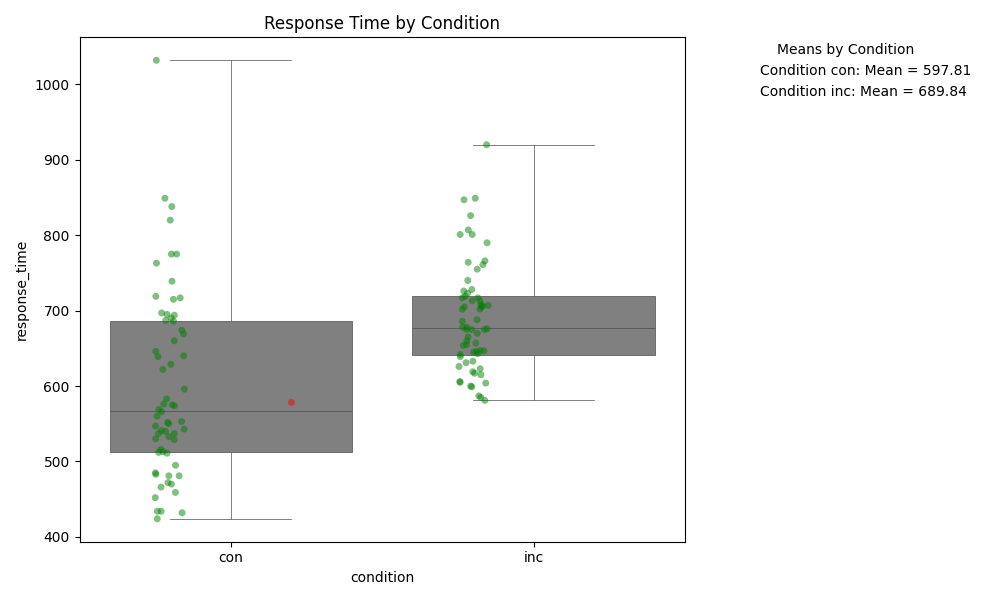 Response Time by Condition
Means by Condition
Condition con: Mean = 597.81
Condition inc: Mean = 689.84
response_time
1000
900
800
700
600
500
400
con
inc
condition